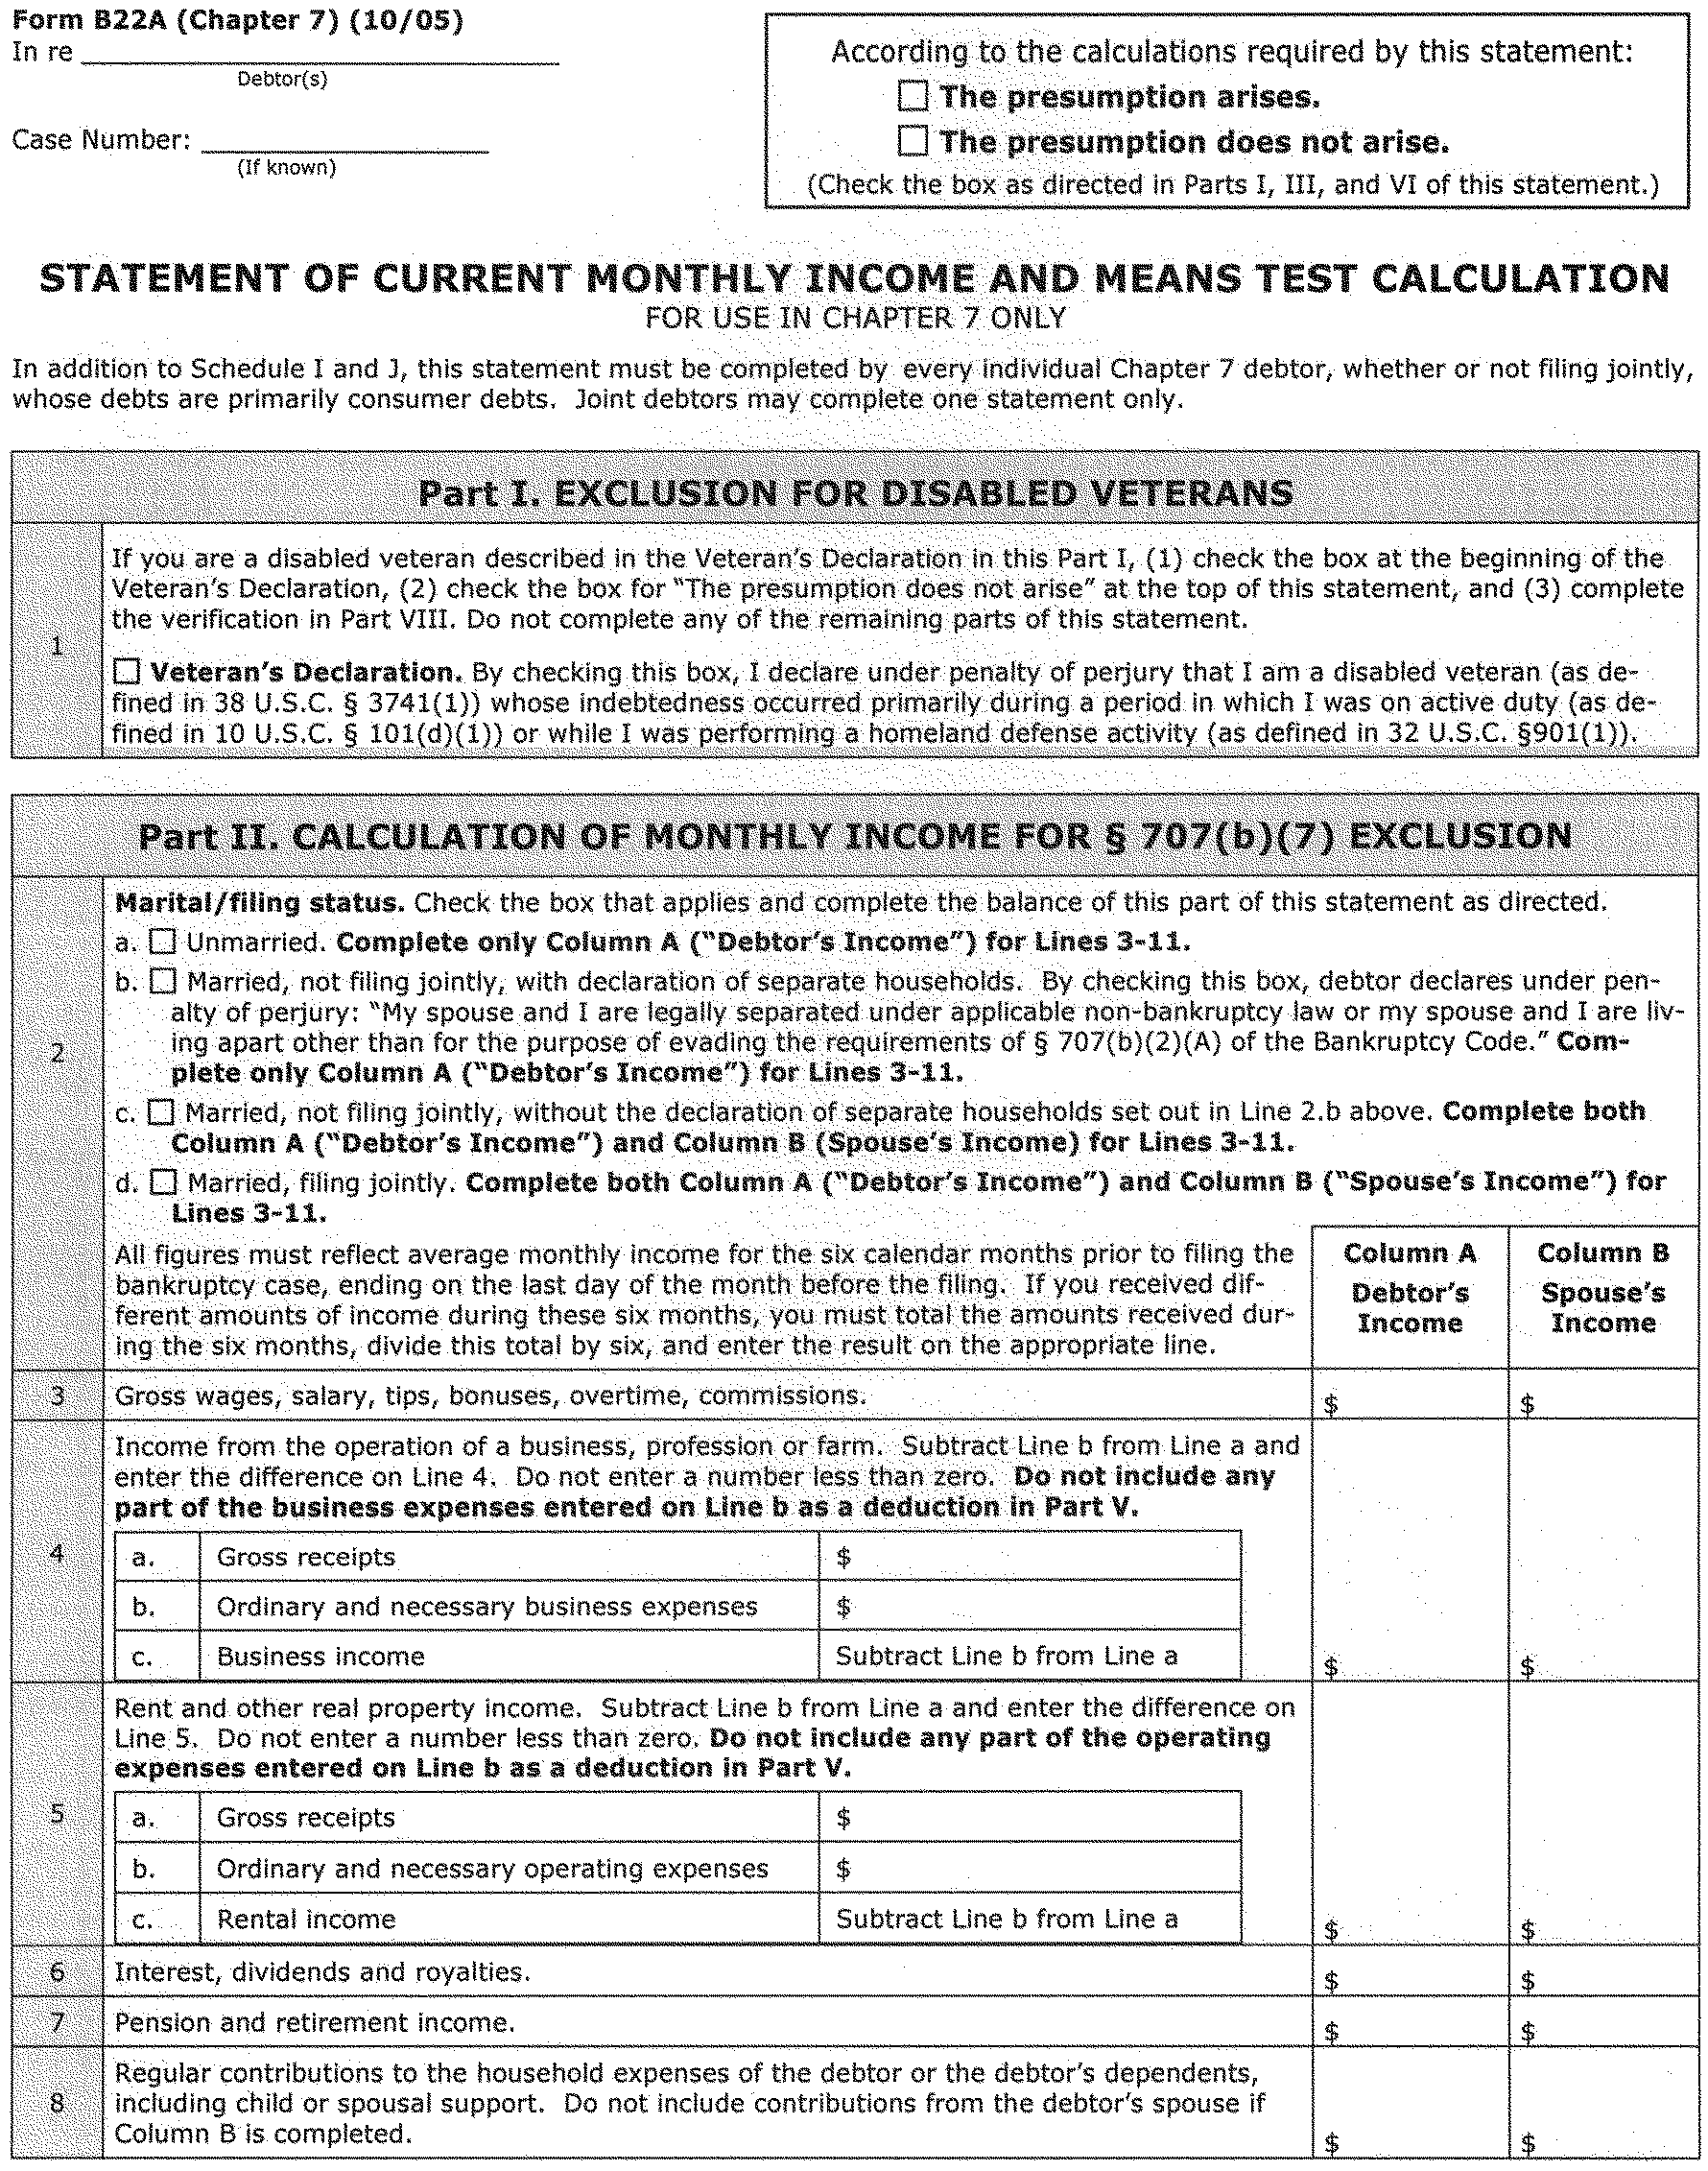 Form B22A (Chapter 7) (10/05)
In re
Debtor(s)
Case Number:
(If known)
According to the calculations required by this statement:
The presumption arises.
The presumption does not arise.
(Check the box as directed in Parts I, III, and VI of this statement.)
STATEMENT OF CURRENT MONTHLY INCOME AND MEANS TEST CALCULATION
FOR USE IN CHAPTER 7 ONLY
In addition to Schedule I and J, this statement must be completed by every individual Chapter 7 debtor, whether or not filing jointly,
whose debts are primarily consumer debts. Joint debtors may complete one statement only.
Part I. EXCLUSION FOR DISABLED VETERANS
1
If you are a disabled veteran described in the Veteran's Declaration in this Part I, (1) check the box at the beginning of the
Veteran's Declaration, (2) check the box for "The presumption does not arise" at the top of this statement, and (3) complete
the verification in Part VIII. Do not complete any of the remaining parts of this statement.
Veteran's Declaration. By checking this box, I declare under penalty of perjury that I am a disabled veteran (as de-
fined in 38 U.S.C. § 3741(1)) whose indebtedness occurred primarily during a period in which I was on active duty (as de-
fined in 10 U.S.C. § 101(d)(1)) or while I was performing a homeland defense activity (as defined in 32 U.S.C. §901(1)).
Part II. CALCULATION OF MONTHLY INCOME FOR § 707(b)(7) EXCLUSION
2
Marital/filing status. Check the box that applies and complete the balance of this part of this statement as directed.
a. Unmarried. Complete only Column A ("Debtor's Income") for Lines 3-11.
b. Married, not filing jointly, with declaration of separate households. By checking this box, debtor declares under pen-
alty of perjury: "My spouse and I are legally separated under applicable non-bankruptcy law or my spouse and I are liv-
ing apart other than for the purpose of evading the requirements of § 707(b)(2)(A) of the Bankruptcy Code." Com-
plete only Column A ("Debtor's Income") for Lines 3-11.
c. Married, not filing jointly, without the declaration of separate households set out in Line 2.b above. Complete both
Column A ("Debtor's Income") and Column B (Spouse's Income) for Lines 3-11.
d. Married, filing jointly. Complete both Column A ("Debtor's Income") and Column B ("Spouse's Income") for
Lines 3-11.
All figures must reflect average monthly income for the six calendar months prior to filing the
bankruptcy case, ending on the last day of the month before the filing. If you received dif-
ferent amounts of income during these six months, you must total the amounts received dur-
ing the six months, divide this total by six, and enter the result on the appropriate line.
Column A
Debtor's
Income
Column B
Spouse's
Income
3 Gross wages, salary, tips, bonuses, overtime, commissions. $ $
4
Income from the operation of a business, profession or farm. Subtract Line b from Line a and
enter the difference on Line 4. Do not enter a number less than zero. Do not include any
part of the business expenses entered on Line b as a deduction in Part V.
a. Gross receipts $
b. Ordinary and necessary business expenses $
c. Business income Subtract Line b from Line a $ $
5
Rent and other real property income. Subtract Line b from Line a and enter the difference on
Line 5. Do not enter a number less than zero. Do not include any part of the operating
expenses entered on Line b as a deduction in Part V.
a. Gross receipts $
b. Ordinary and necessary operating expenses $
c. Rental income Subtract Line b from Line a $ $
6 Interest, dividends and royalties. $ $
7 Pension and retirement income. $ $
8
Regular contributions to the household expenses of the debtor or the debtor's dependents,
including child or spousal support. Do not include contributions from the debtor's spouse if
Column B is completed. $ $